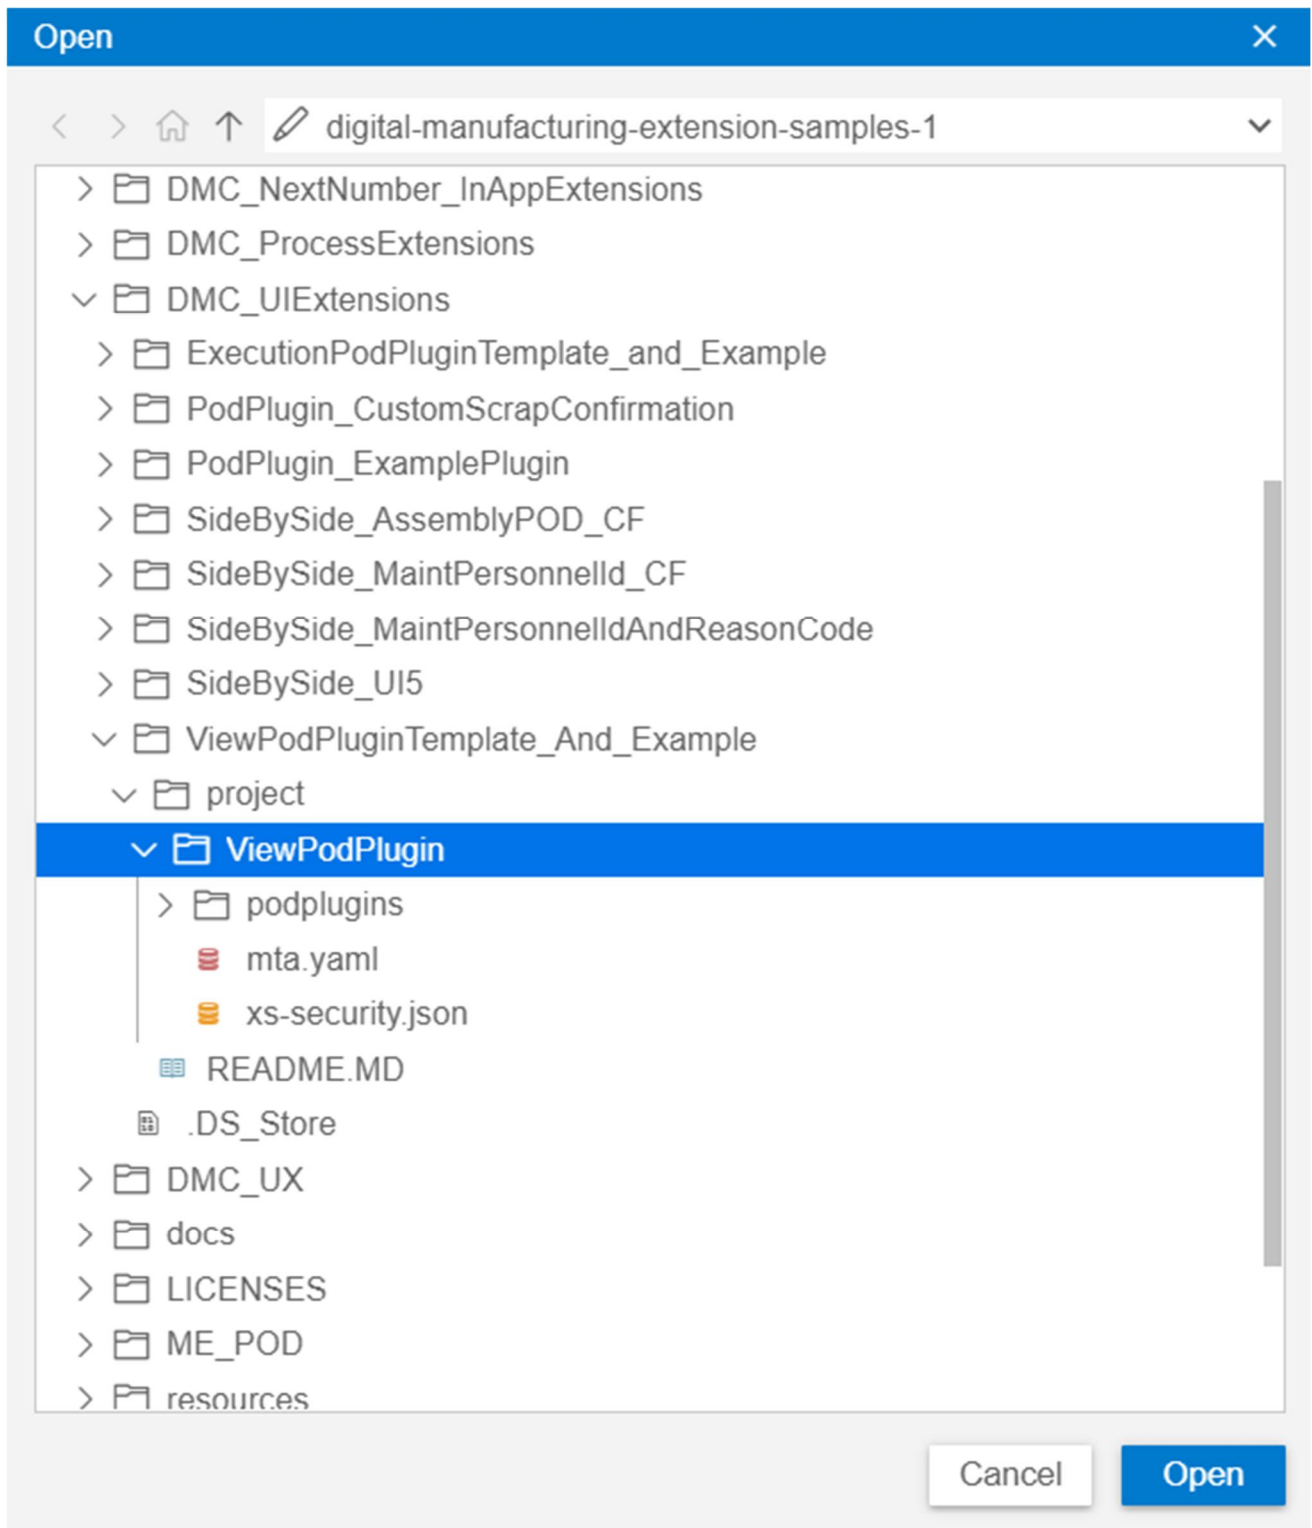 Open
digital-manufacturing-extension-samples-1
DMC_NextNumber_InAppExtensions
DMC_ProcessExtensions
DMC_UIExtensions
ExecutionPodPluginTemplate_and_Example
PodPlugin_CustomScrapConfirmation
PodPlugin_ExamplePlugin
SideBySide_AssemblyPOD_CF
SideBySide_MaintPersonnelId_CF
SideBySide_MaintPersonnelIdAndReasonCode
SideBySide_UI5
ViewPodPluginTemplate_And_Example
project
ViewPodPlugin
podplugins
mta.yaml
xs-security.json
README.MD
.DS_Store
DMC_UX
docs
LICENSES
ME_POD
resources
Cancel Open